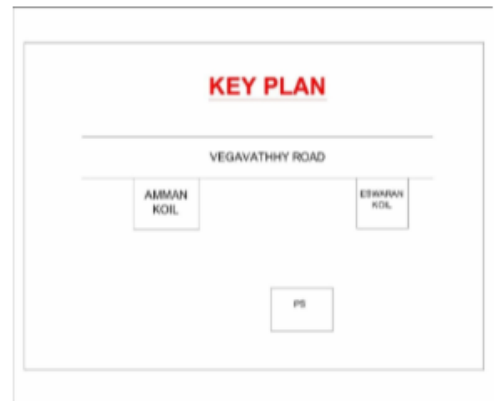 KEY PLAN
VEGAVATHHY ROAD
AMMAN
KOIL
ESWARAN
KOIL
PS